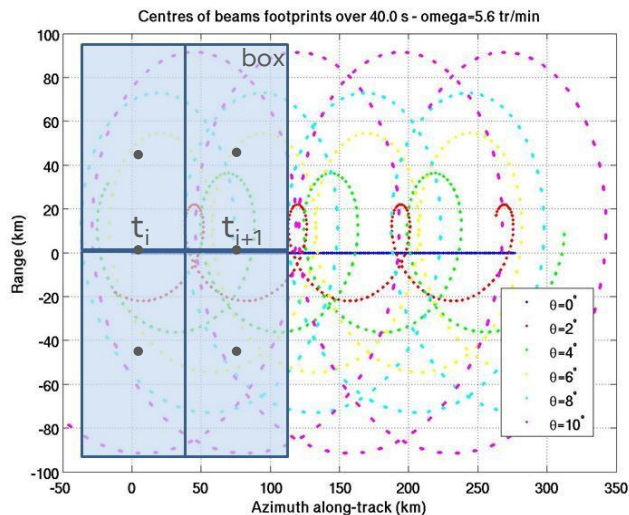 Centres of beams footprints over 40.0 s - omega=5.6 tr/min
100
80
60
40
20
0
-20
-40
-60
-80
-100
Range (km)
box
t_i
t_i+1
θ=0°
θ=2°
θ=4°
θ=6°
θ=8°
θ=10°
-50 0 50 100 150 200 250 300 350
Azimuth along-track (km)